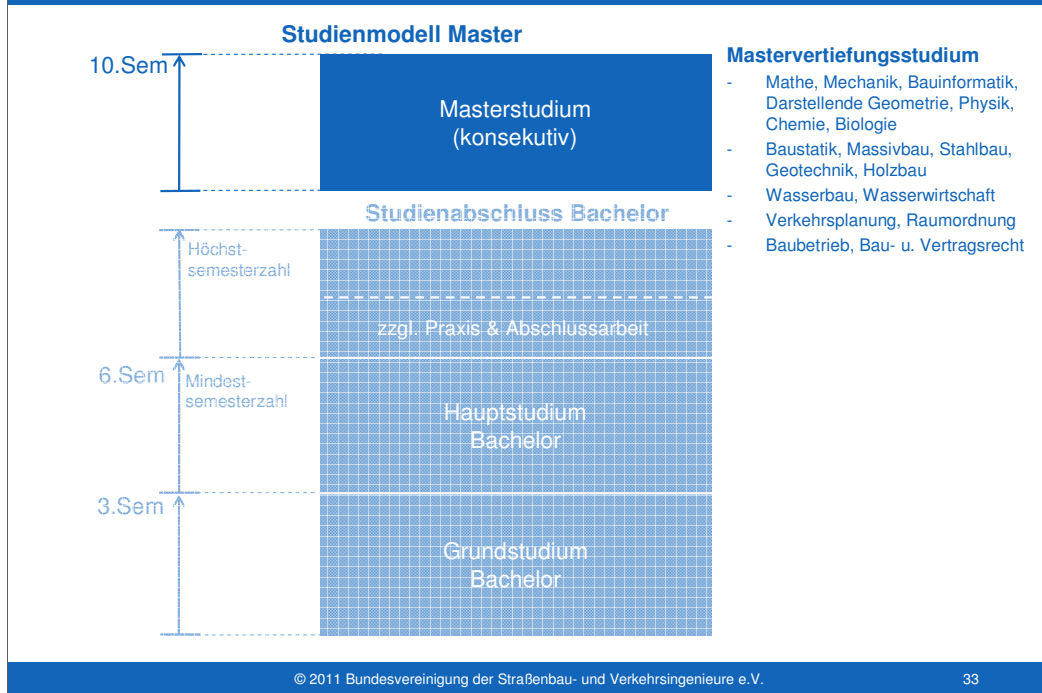 Studienmodell Master
10.Sem
Masterstudium
(konsekutiv)
Studienabschluss Bachelor
Höchst-
semesterzahl
zzgl. Praxis & Abschlussarbeit
6.Sem
Mindest-
semesterzahl
Hauptstudium
Bachelor
3.Sem
Grundstudium
Bachelor
Mastervertiefungsstudium
- Mathe, Mechanik, Bauinformatik,
Darstellende Geometrie, Physik,
Chemie, Biologie
- Baustatik, Massivbau, Stahlbau,
Geotechnik, Holzbau
- Wasserbau, Wasserwirtschaft
- Verkehrsplanung, Raumordnung
- Baubetrieb, Bau- u. Vertragsrecht
© 2011 Bundesvereinigung der Straßenbau- und Verkehrsingenieure e.V.
33